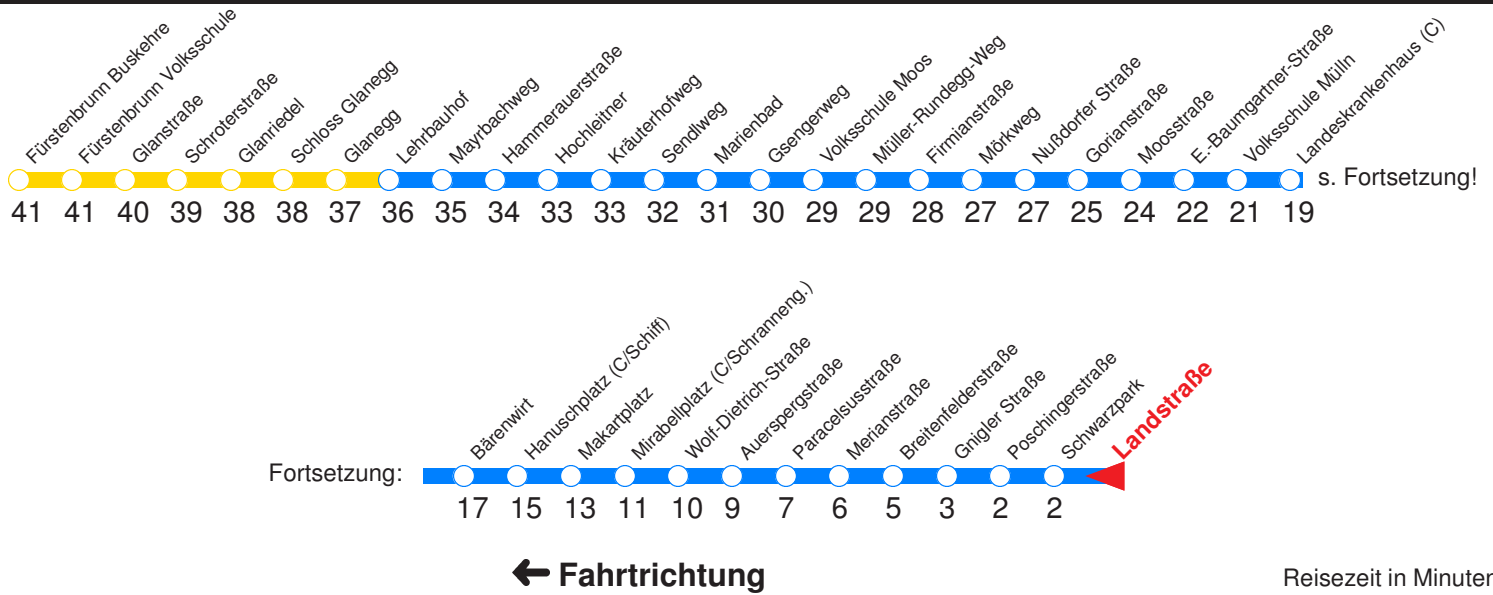 Fürstenbrunn Buskehre
Fürstenbrunn Volksschule
Glanstraße
Schroterstraße
Glanriedel
Schloss Glanegg
Glanegg
Lehrbauhof
Mayrbachweg
Hammerauerstraße
Hochleitner
Kräuterhofweg
Sendlweg
Marienbad
Gsengerweg
Volksschule Moos
Müller-Rundegg-Weg
Firmianstraße
Mörkweg
Nußdorfer Straße
Gorianstraße
Moosstraße
E.-Baumgartner-Straße
Volksschule Mülln
Landeskrankenhaus (C)
s. Fortsetzung!
41 41 40 39 38 38 37 36 35 34 33 33 32 31 30 29 29 28 27 27 25 24 22 21 19
Bärenwirt
Hanuschplatz (C/Schiff)
Makartplatz
Mirabellplatz (C/Schranneng.)
Wolf-Dietrich-Straße
Auerspergstraße
Paracelsusstraße
Merianstraße
Breitenfelderstraße
Gnigler Straße
Poschingerstraße
Schwarzpark
Landstraße
Fortsetzung:
17 15 13 11 10 9 7 6 5 3 2 2
Fahrtrichtung
Reisezeit in Minuten